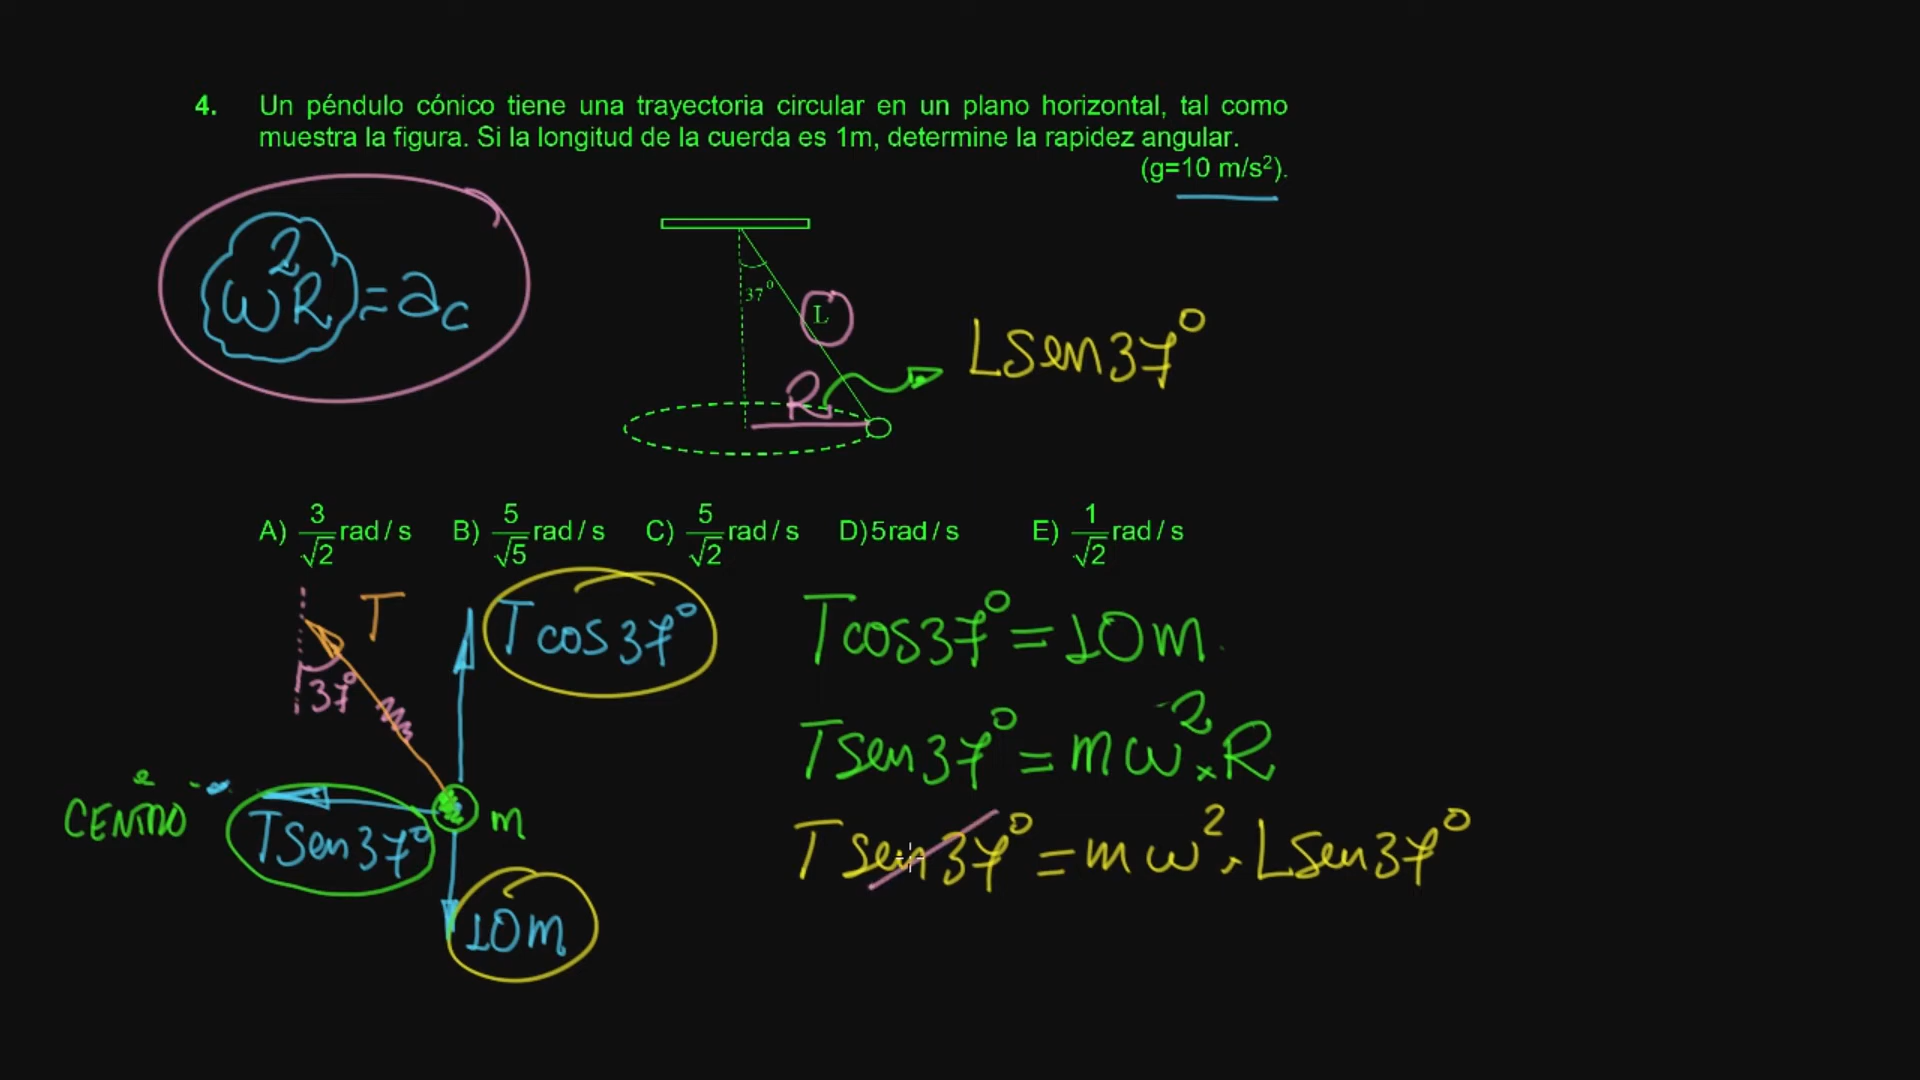 4. Un péndulo cónico tiene una trayectoria circular en un plano horizontal, tal como
muestra la figura. Si la longitud de la cuerda es 1m, determine la rapidez angular.
(g=10 m/s²).
ω²R = ac
37°
L
R
Lsen37°
A) 3/√2 rad / s B) 5/√5 rad / s C) 5/√2 rad / s D)5rad / s E) 1/√2 rad / s
T
37°
Tcos37°
CENTRO
Tsen37°
m
10m
Tcos37° = 10m.
Tsen37° = mω²×R
Tsen37° = mω².Lsen37°